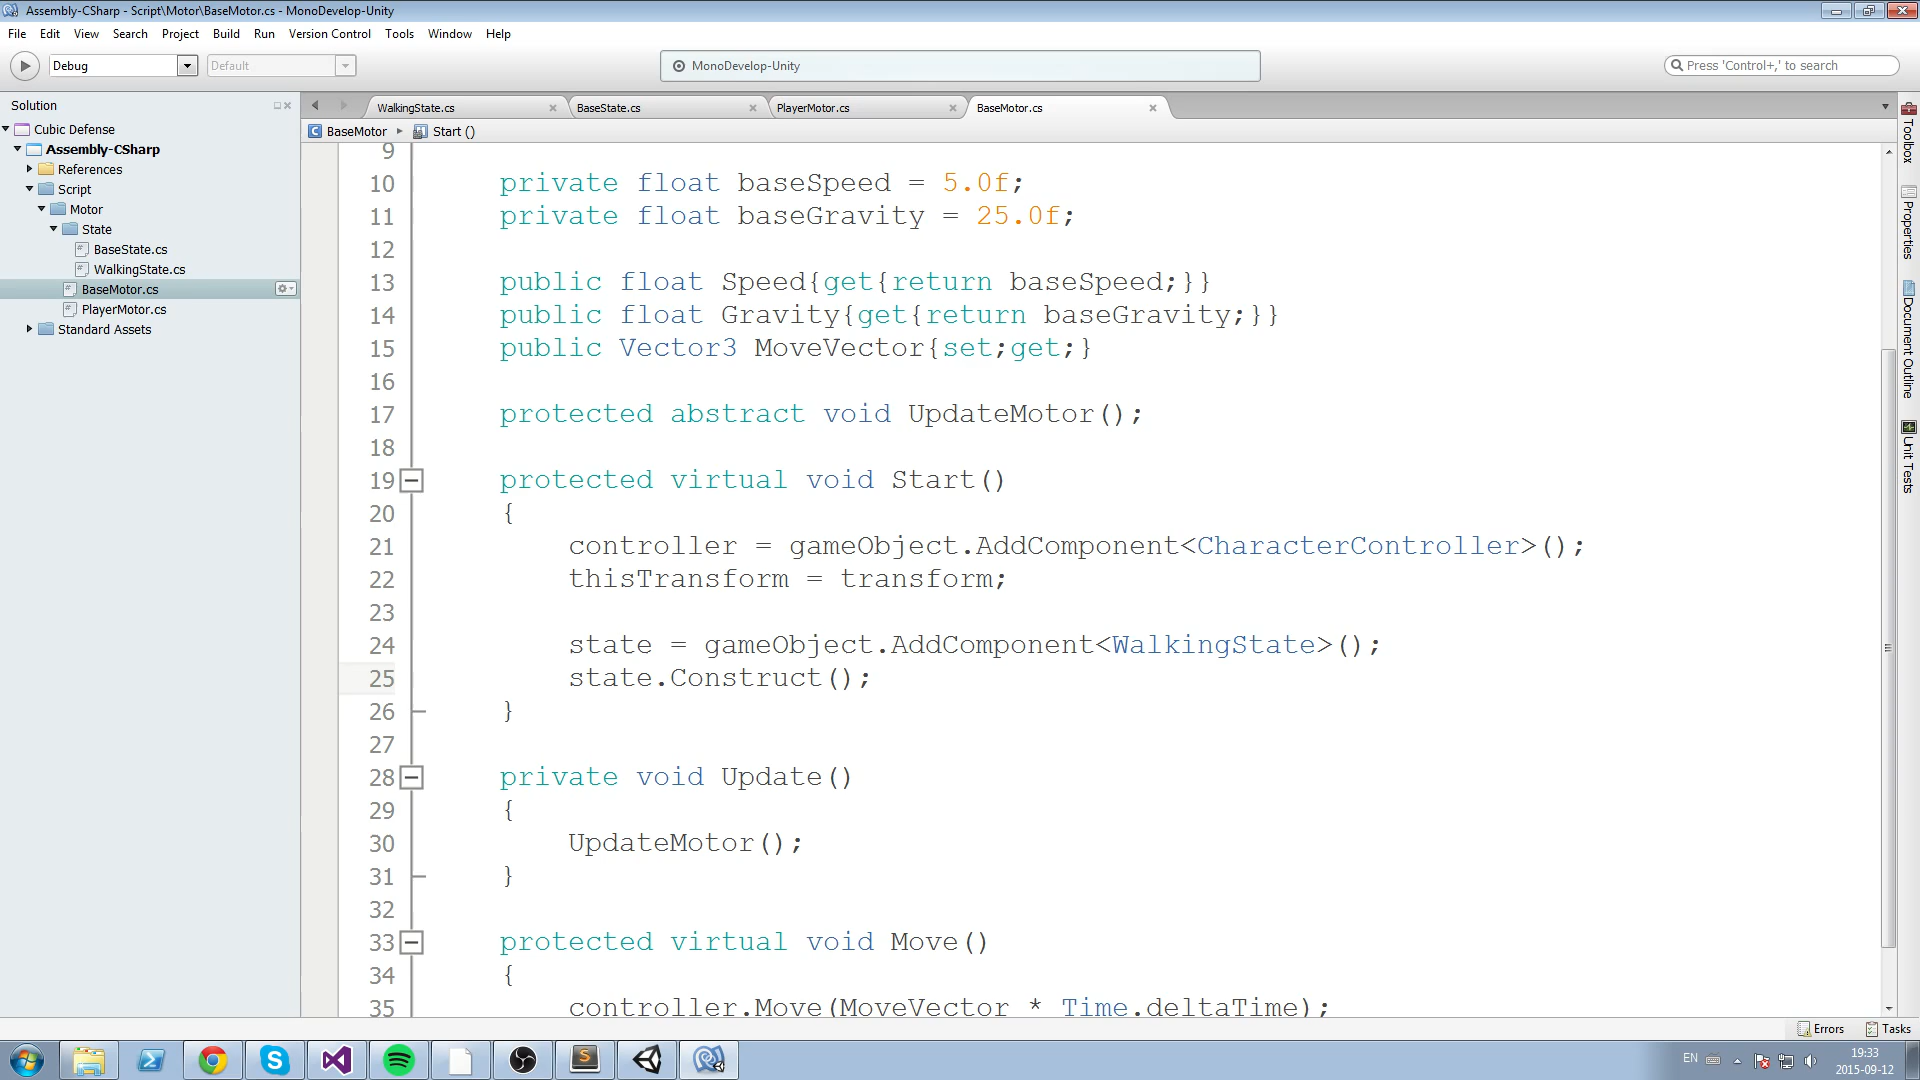 Assembly-CSharp - Script\Motor\BaseMotor.cs - MonoDevelop-Unity
File Edit View Search Project Build Run Version Control Tools Window Help
Debug Default MonoDevelop-Unity Press 'Control+,' to search
Solution
Cubic Defense
Assembly-CSharp
References
Script
Motor
State
BaseState.cs
WalkingState.cs
BaseMotor.cs
PlayerMotor.cs
Standard Assets
WalkingState.cs BaseState.cs PlayerMotor.cs BaseMotor.cs
BaseMotor Start ()
9
10 private float baseSpeed = 5.0f;
11 private float baseGravity = 25.0f;
12
13 public float Speed{get{return baseSpeed;}}
14 public float Gravity{get{return baseGravity;}}
15 public Vector3 MoveVector{set;get;}
16
17 protected abstract void UpdateMotor();
18
19 protected virtual void Start()
20 {
21 controller = gameObject.AddComponent<CharacterController>();
22 thisTransform = transform;
23
24 state = gameObject.AddComponent<WalkingState>();
25 state.Construct();
26 }
27
28 private void Update()
29 {
30 UpdateMotor();
31 }
32
33 protected virtual void Move()
34 {
35 controller.Move(MoveVector * Time.deltaTime);
Toolbox
Properties
Document Outline
Unit Tests
Errors Tasks
EN
19:33
2015-09-12